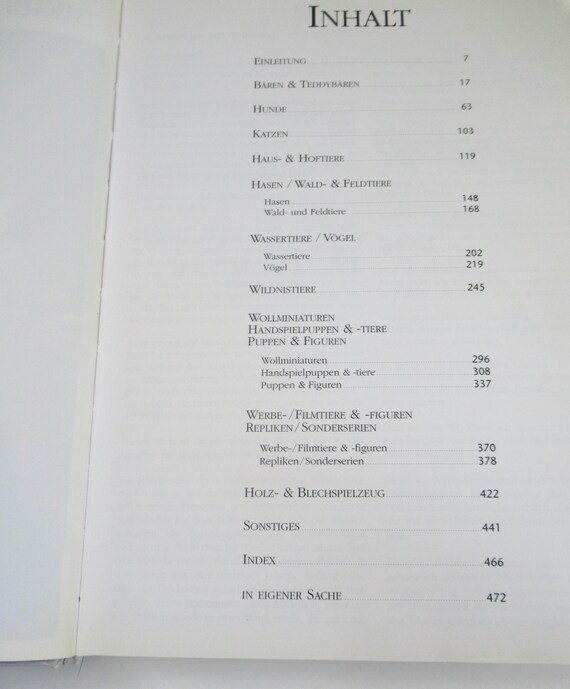 INHALT
EINLEITUNG 7
BÄREN & TEDDYBÄREN 17
HUNDE 63
KATZEN 103
HAUS- & HOFTIERE 119
HASEN / WALD- & FELDTIERE
Hasen 148
Wald- und Feldtiere 168
WASSERTIERE / VÖGEL
Wassertiere 202
Vögel 219
WILDNISTIERE 245
WOLLMINIATUREN
HANDSPIELPUPPEN & -TIERE
PUPPEN & FIGUREN
Wollminiaturen 296
Handspielpuppen & -tiere 308
Puppen & Figuren 337
WERBE-/FILMTIERE & -FIGUREN
REPLIKEN/SONDERSERIEN
Werbe-/Filmtiere & -figuren 370
Repliken/Sonderserien 378
HOLZ- & BLECHSPIELZEUG 422
SONSTIGES 441
INDEX 466
IN EIGENER SACHE 472